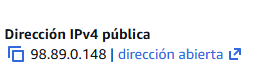 Dirección IPv4 pública
98.89.0.148 | dirección abierta